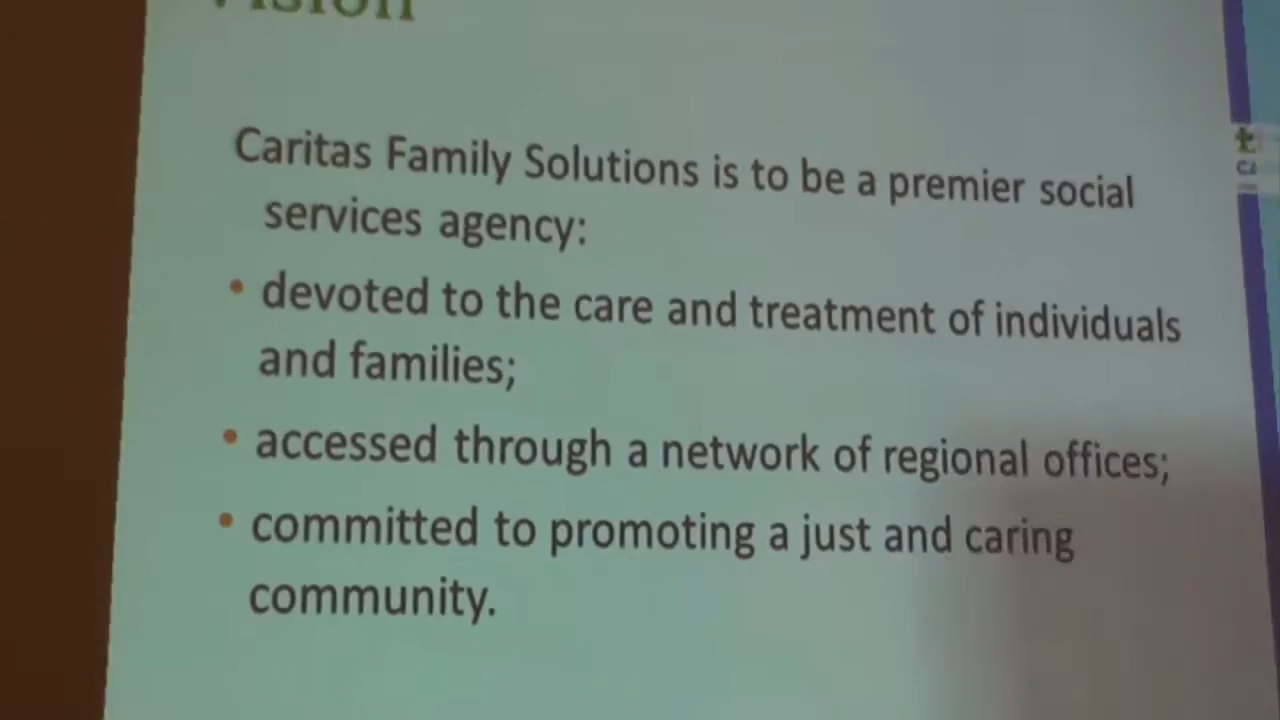 Vision
Caritas Family Solutions is to be a premier social
services agency:
• devoted to the care and treatment of individuals
and families;
• accessed through a network of regional offices;
• committed to promoting a just and caring
community.